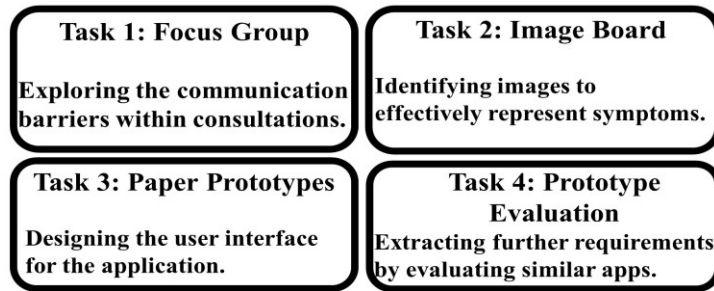 Task 1: Focus Group
Exploring the communication
barriers within consultations.
Task 2: Image Board
Identifying images to
effectively represent symptoms.
Task 3: Paper Prototypes
Designing the user interface
for the application.
Task 4: Prototype
Evaluation
Extracting further requirements
by evaluating similar apps.